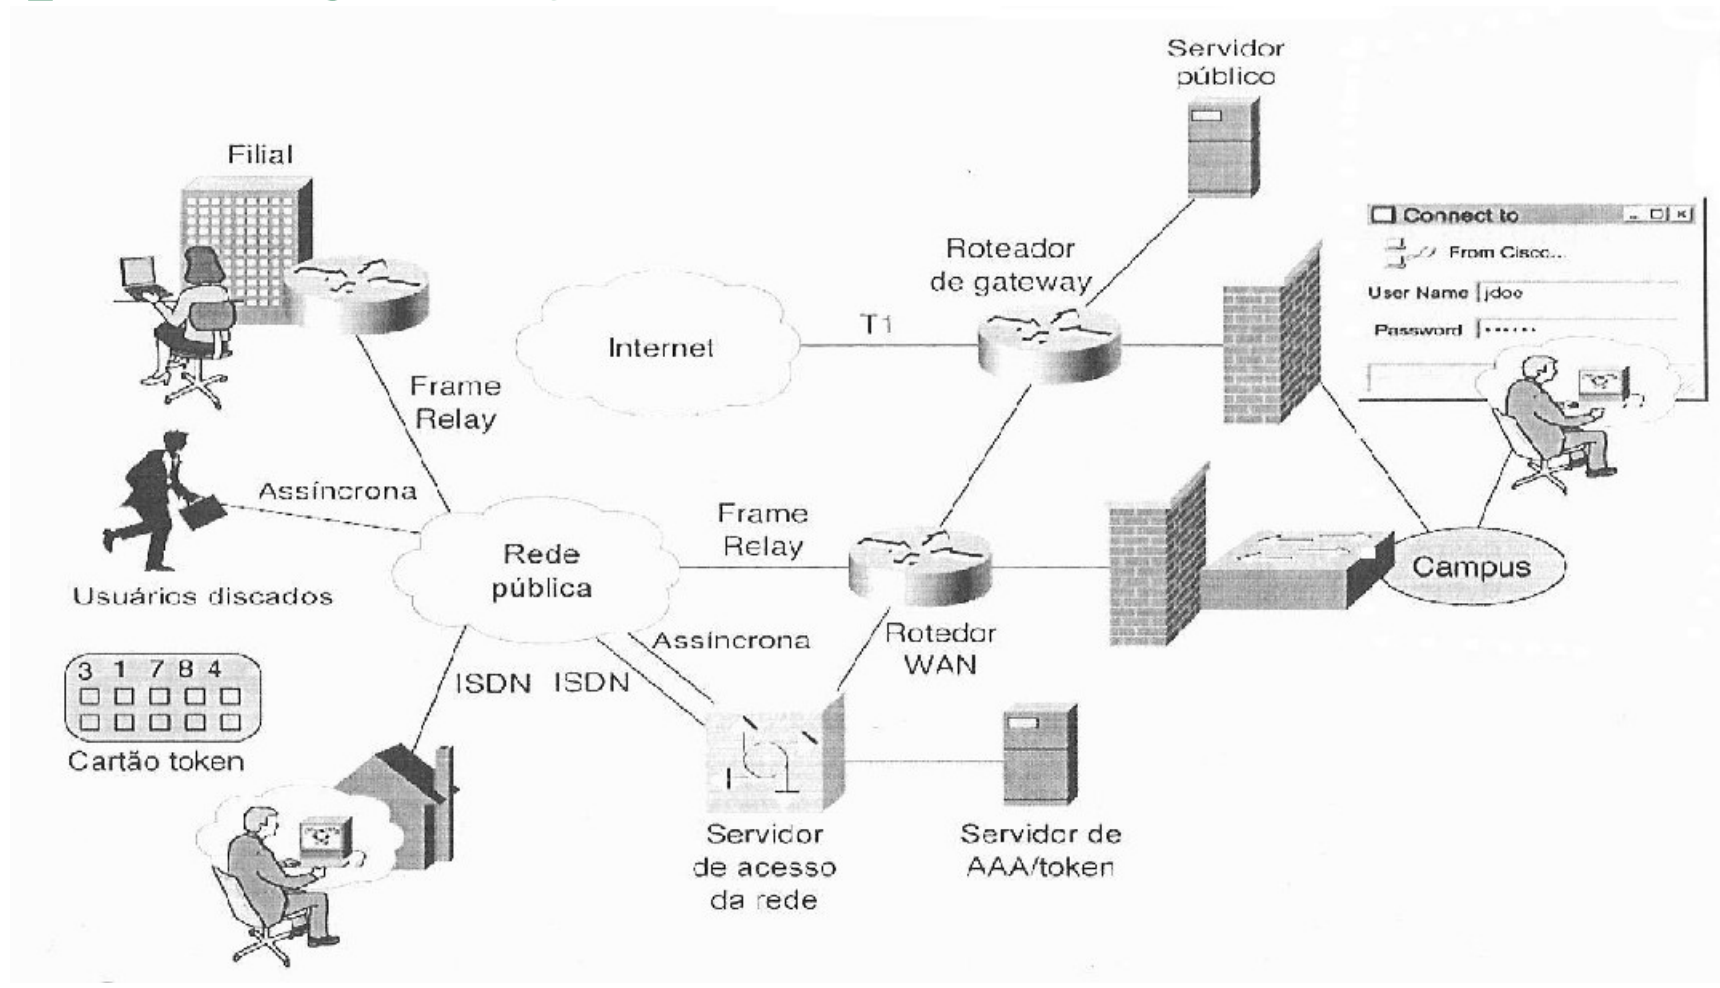 Servidor
público
Filial
Connect to
From Cisco...
User Name jdoe
Password ••••••
Roteador
de gateway
T1
Internet
Frame
Relay
Assíncrona
Frame
Relay
Rede
pública
Campus
Usuários discados
Assíncrona
Rotedor
WAN
3 1 7 8 4
ISDN ISDN
Cartão token
Servidor
de acesso
da rede
Servidor de
AAA/token